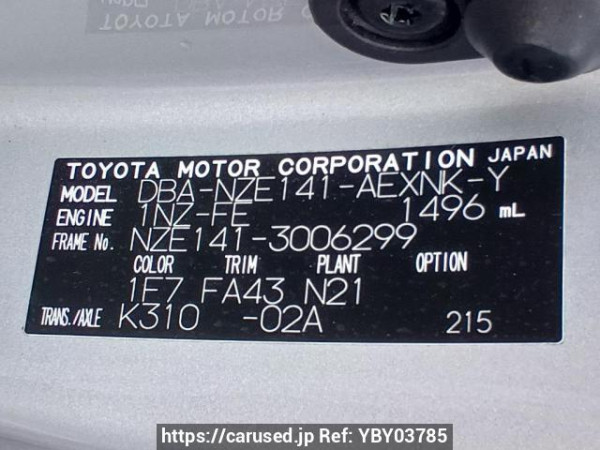 TOYOTA MOTOR CORPORATION JAPAN
MODEL DBA-NZE141-AEXNK-Y
ENGINE 1NZ-FE 1496 mL
FRAME No. NZE141-3006299
COLOR TRIM PLANT OPTION
1E7 FA43 N21
TRANS./AXLE K310 -02A 215
https://carused.jp Ref: YBY03785